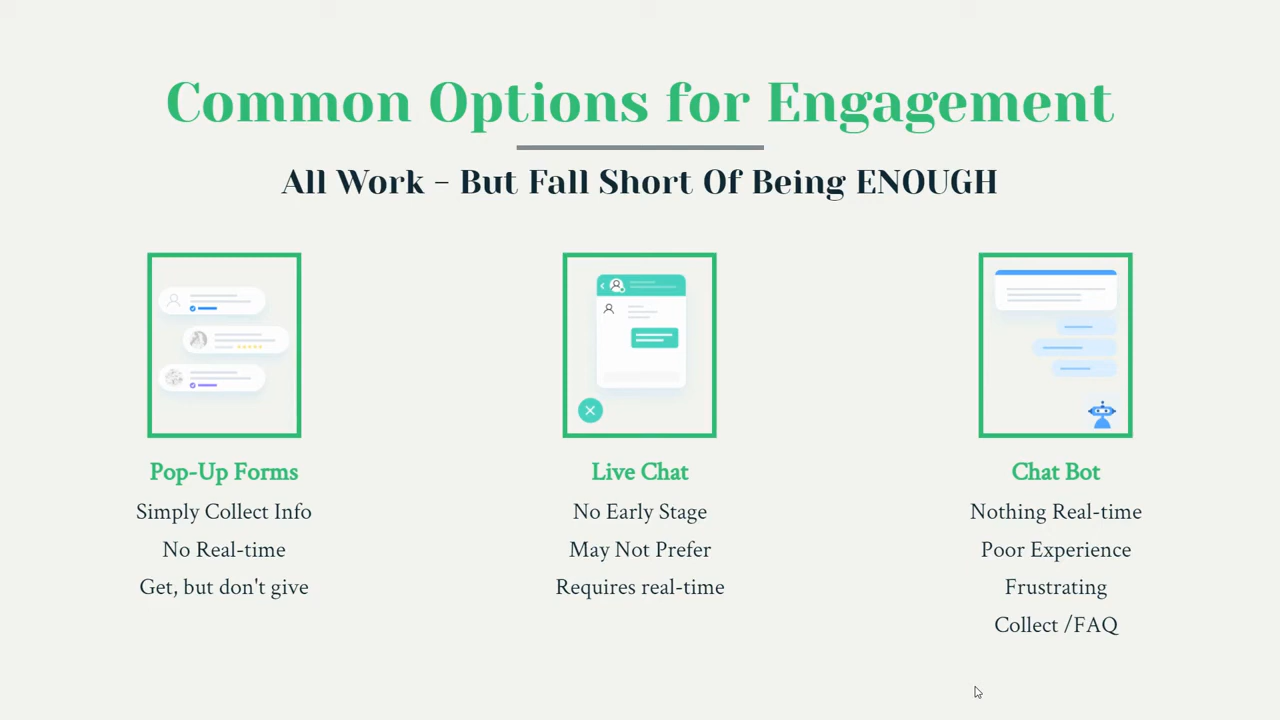 Common Options for Engagement
All Work - But Fall Short Of Being ENOUGH
Pop-Up Forms
Simply Collect Info
No Real-time
Get, but don't give
Live Chat
No Early Stage
May Not Prefer
Requires real-time
Chat Bot
Nothing Real-time
Poor Experience
Frustrating
Collect /FAQ